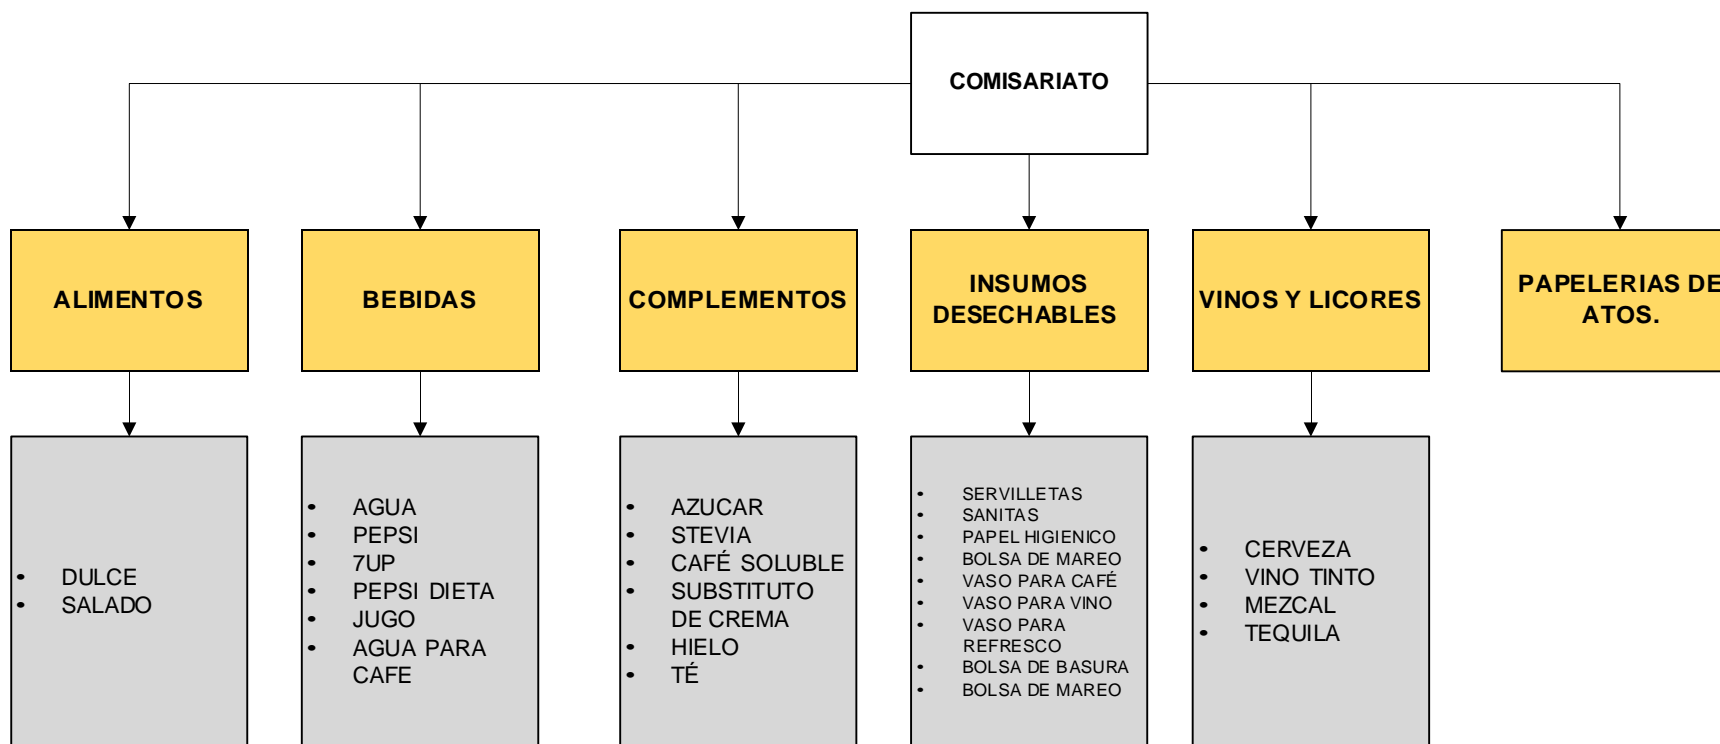 COMISARIATO
ALIMENTOS
BEBIDAS
COMPLEMENTOS
INSUMOS
DESECHABLES
VINOS Y LICORES
PAPELERIAS DE
ATOS.
• DULCE
• SALADO
• AGUA
• PEPSI
• 7UP
• PEPSI DIETA
• JUGO
• AGUA PARA
CAFE
• AZUCAR
• STEVIA
• CAFÉ SOLUBLE
• SUBSTITUTO
DE CREMA
• HIELO
• TÉ
• SERVILLETAS
• SANITAS
• PAPEL HIGIENICO
• BOLSA DE MAREO
• VASO PARA CAFÉ
• VASO PARA VINO
• VASO PARA
REFRESCO
• BOLSA DE BASURA
• BOLSA DE MAREO
• CERVEZA
• VINO TINTO
• MEZCAL
• TEQUILA